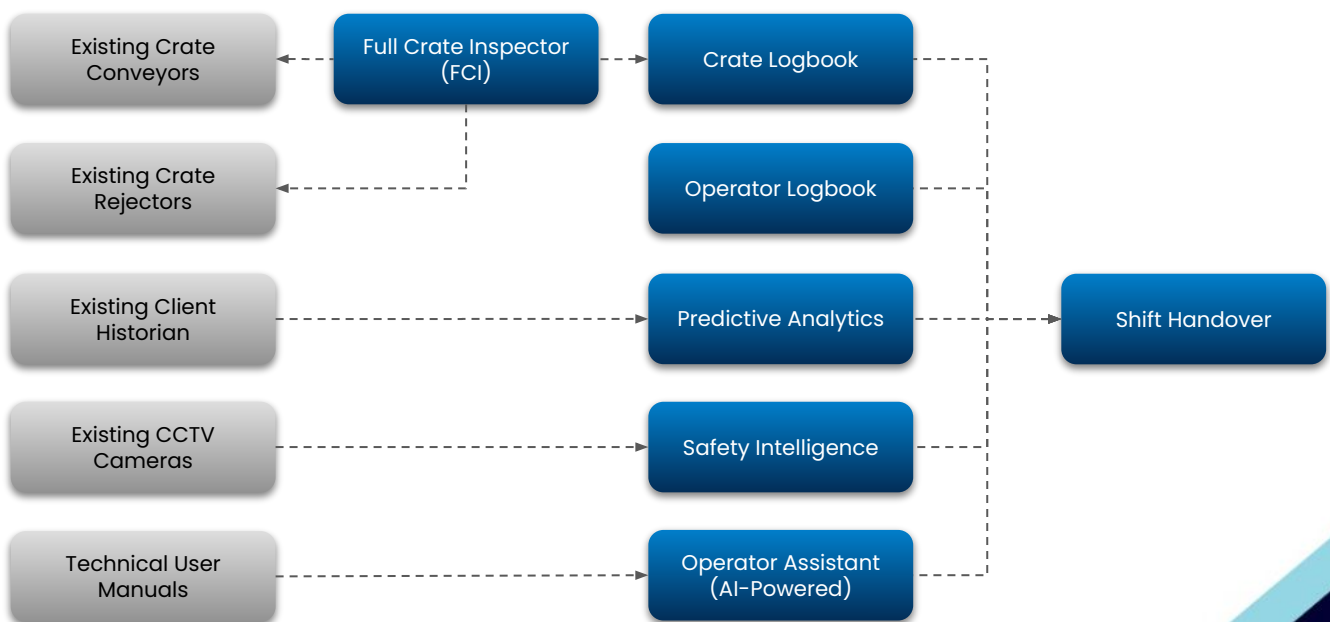 Existing Crate
Conveyors
Full Crate Inspector
(FCI)
Crate Logbook
Existing Crate
Rejectors
Operator Logbook
Existing Client
Historian
Predictive Analytics
Shift Handover
Existing CCTV
Cameras
Safety Intelligence
Technical User
Manuals
Operator Assistant
(AI-Powered)